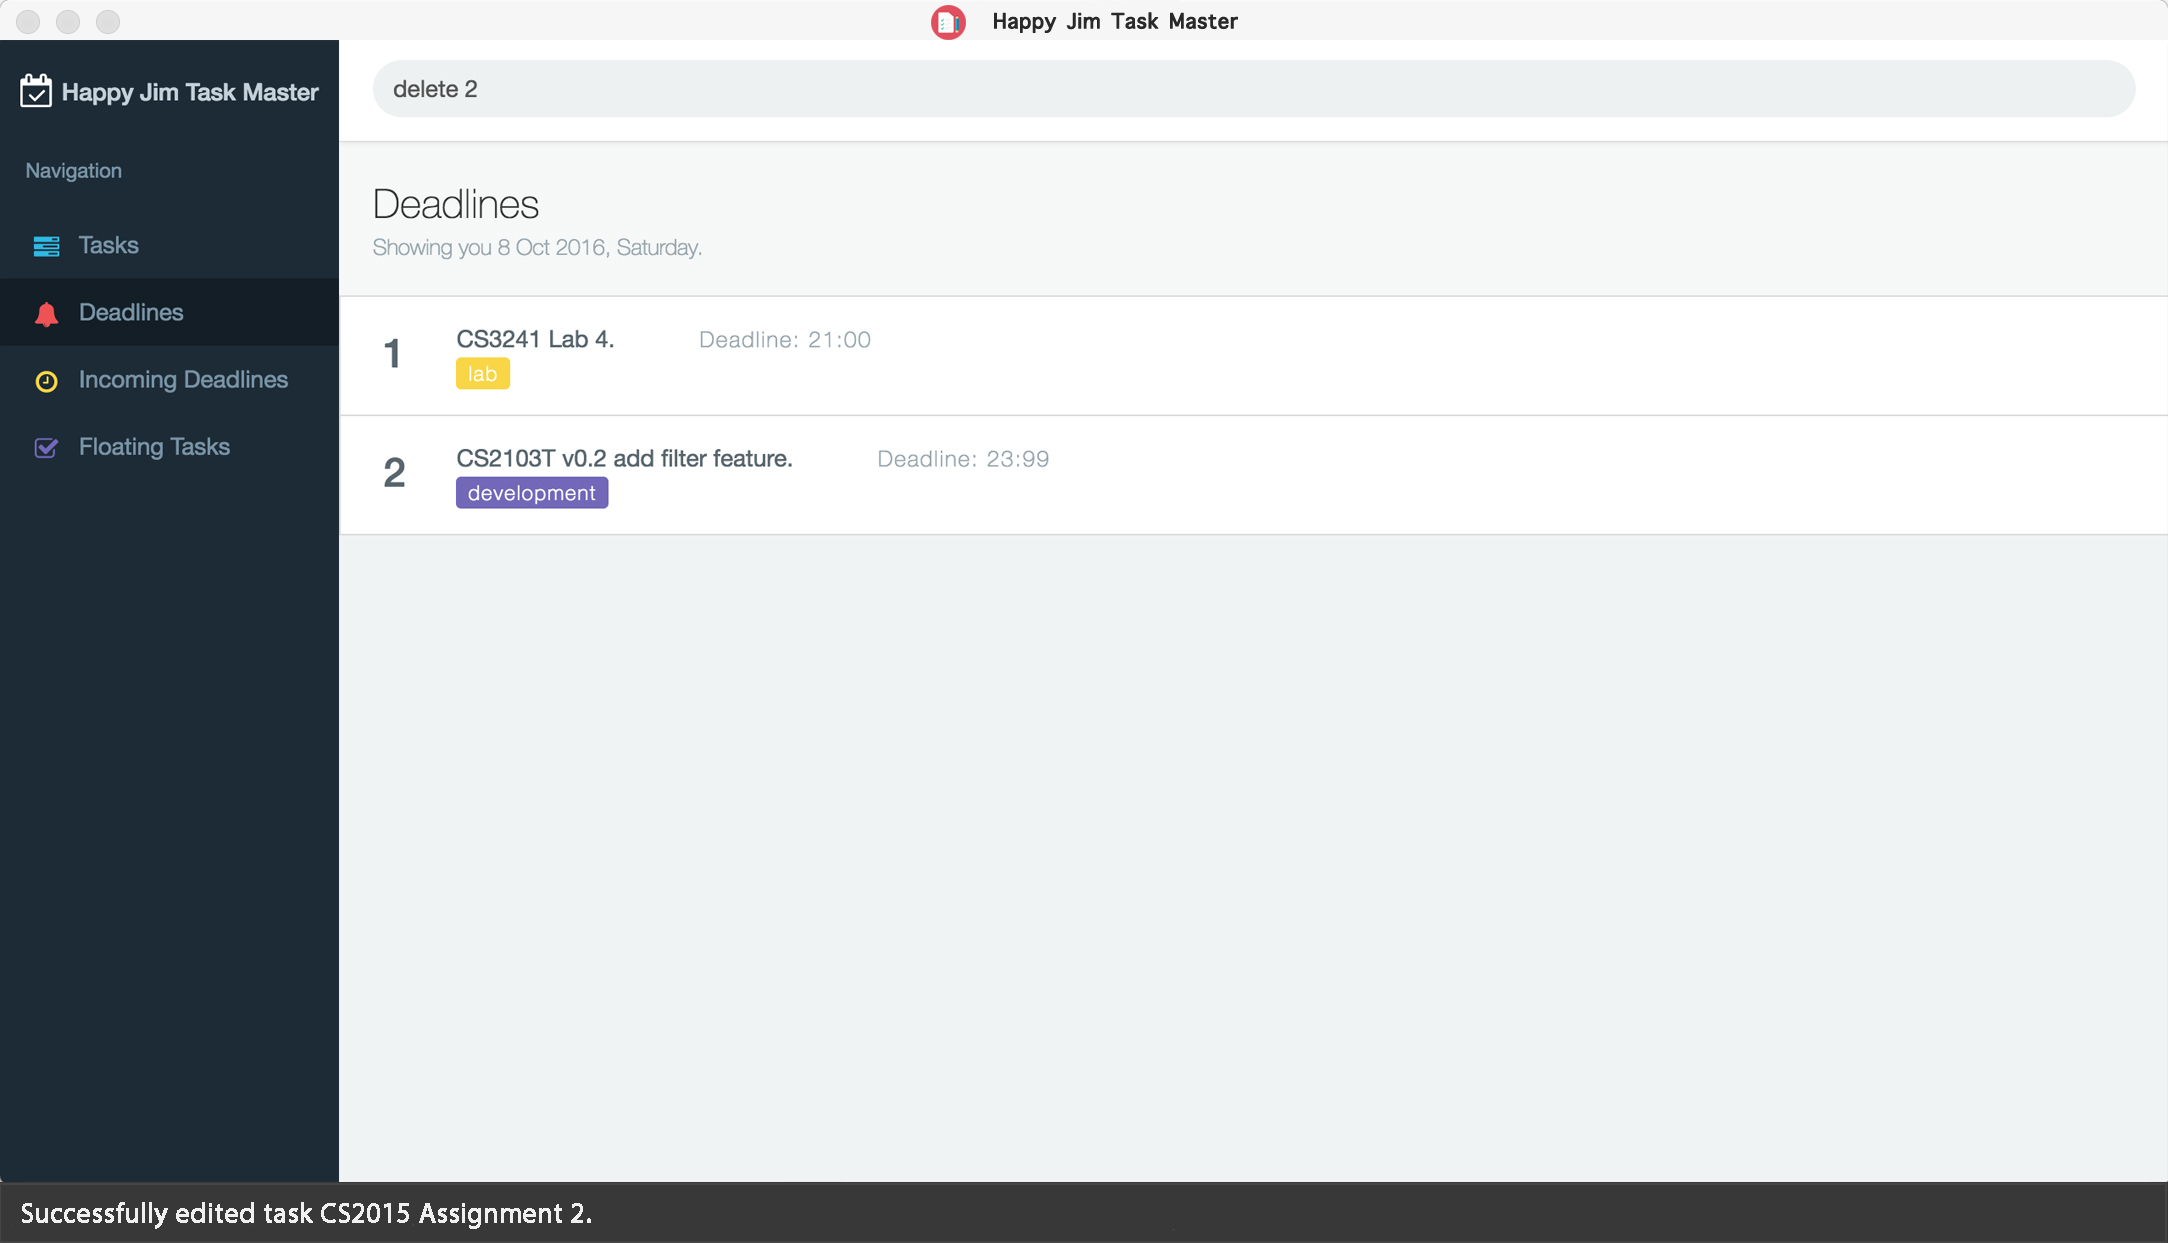 Happy Jim Task Master
Happy Jim Task Master
delete 2
Navigation
Tasks
Deadlines
Incoming Deadlines
Floating Tasks
Deadlines
Showing you 8 Oct 2016, Saturday.
1 CS3241 Lab 4. Deadline: 21:00
lab
2 CS2103T v0.2 add filter feature. Deadline: 23:99
development
Successfully edited task CS2015 Assignment 2.